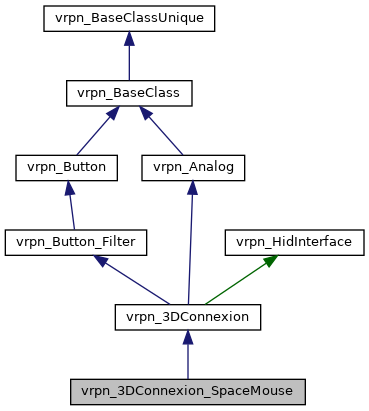 vrpn_BaseClassUnique
vrpn_BaseClass
vrpn_Button
vrpn_Analog
vrpn_Button_Filter
vrpn_HidInterface
vrpn_3DConnexion
vrpn_3DConnexion_SpaceMouse